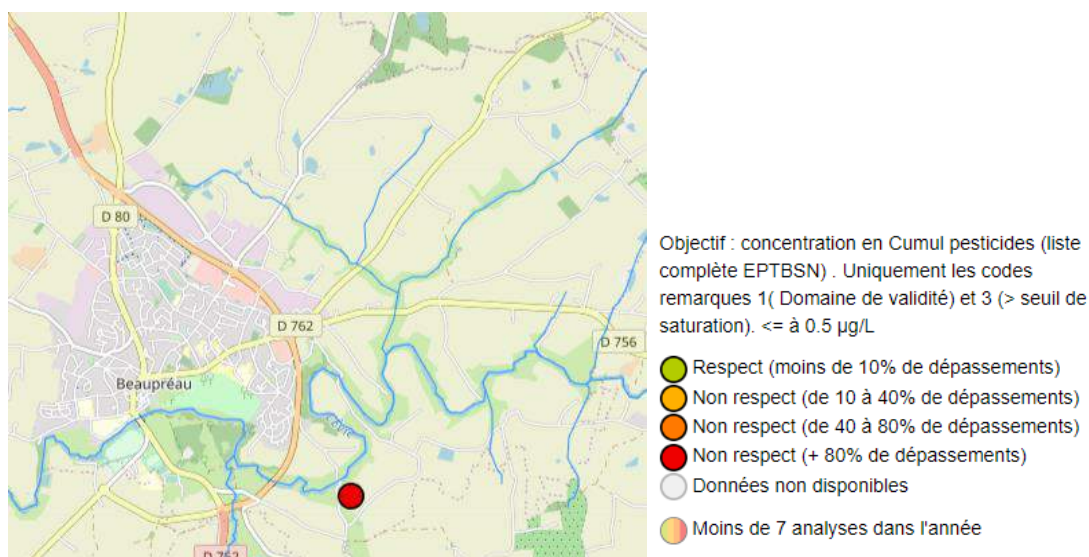 D 80
D 762
D 756
Beaupréau
L'Èvre
D 762
Objectif : concentration en Cumul pesticides (liste
complète EPTBSN) . Uniquement les codes
remarques 1( Domaine de validité) et 3 (> seuil de
saturation). <= à 0.5 µg/L
Respect (moins de 10% de dépassements)
Non respect (de 10 à 40% de dépassements)
Non respect (de 40 à 80% de dépassements)
Non respect (+ 80% de dépassements)
Données non disponibles
Moins de 7 analyses dans l'année